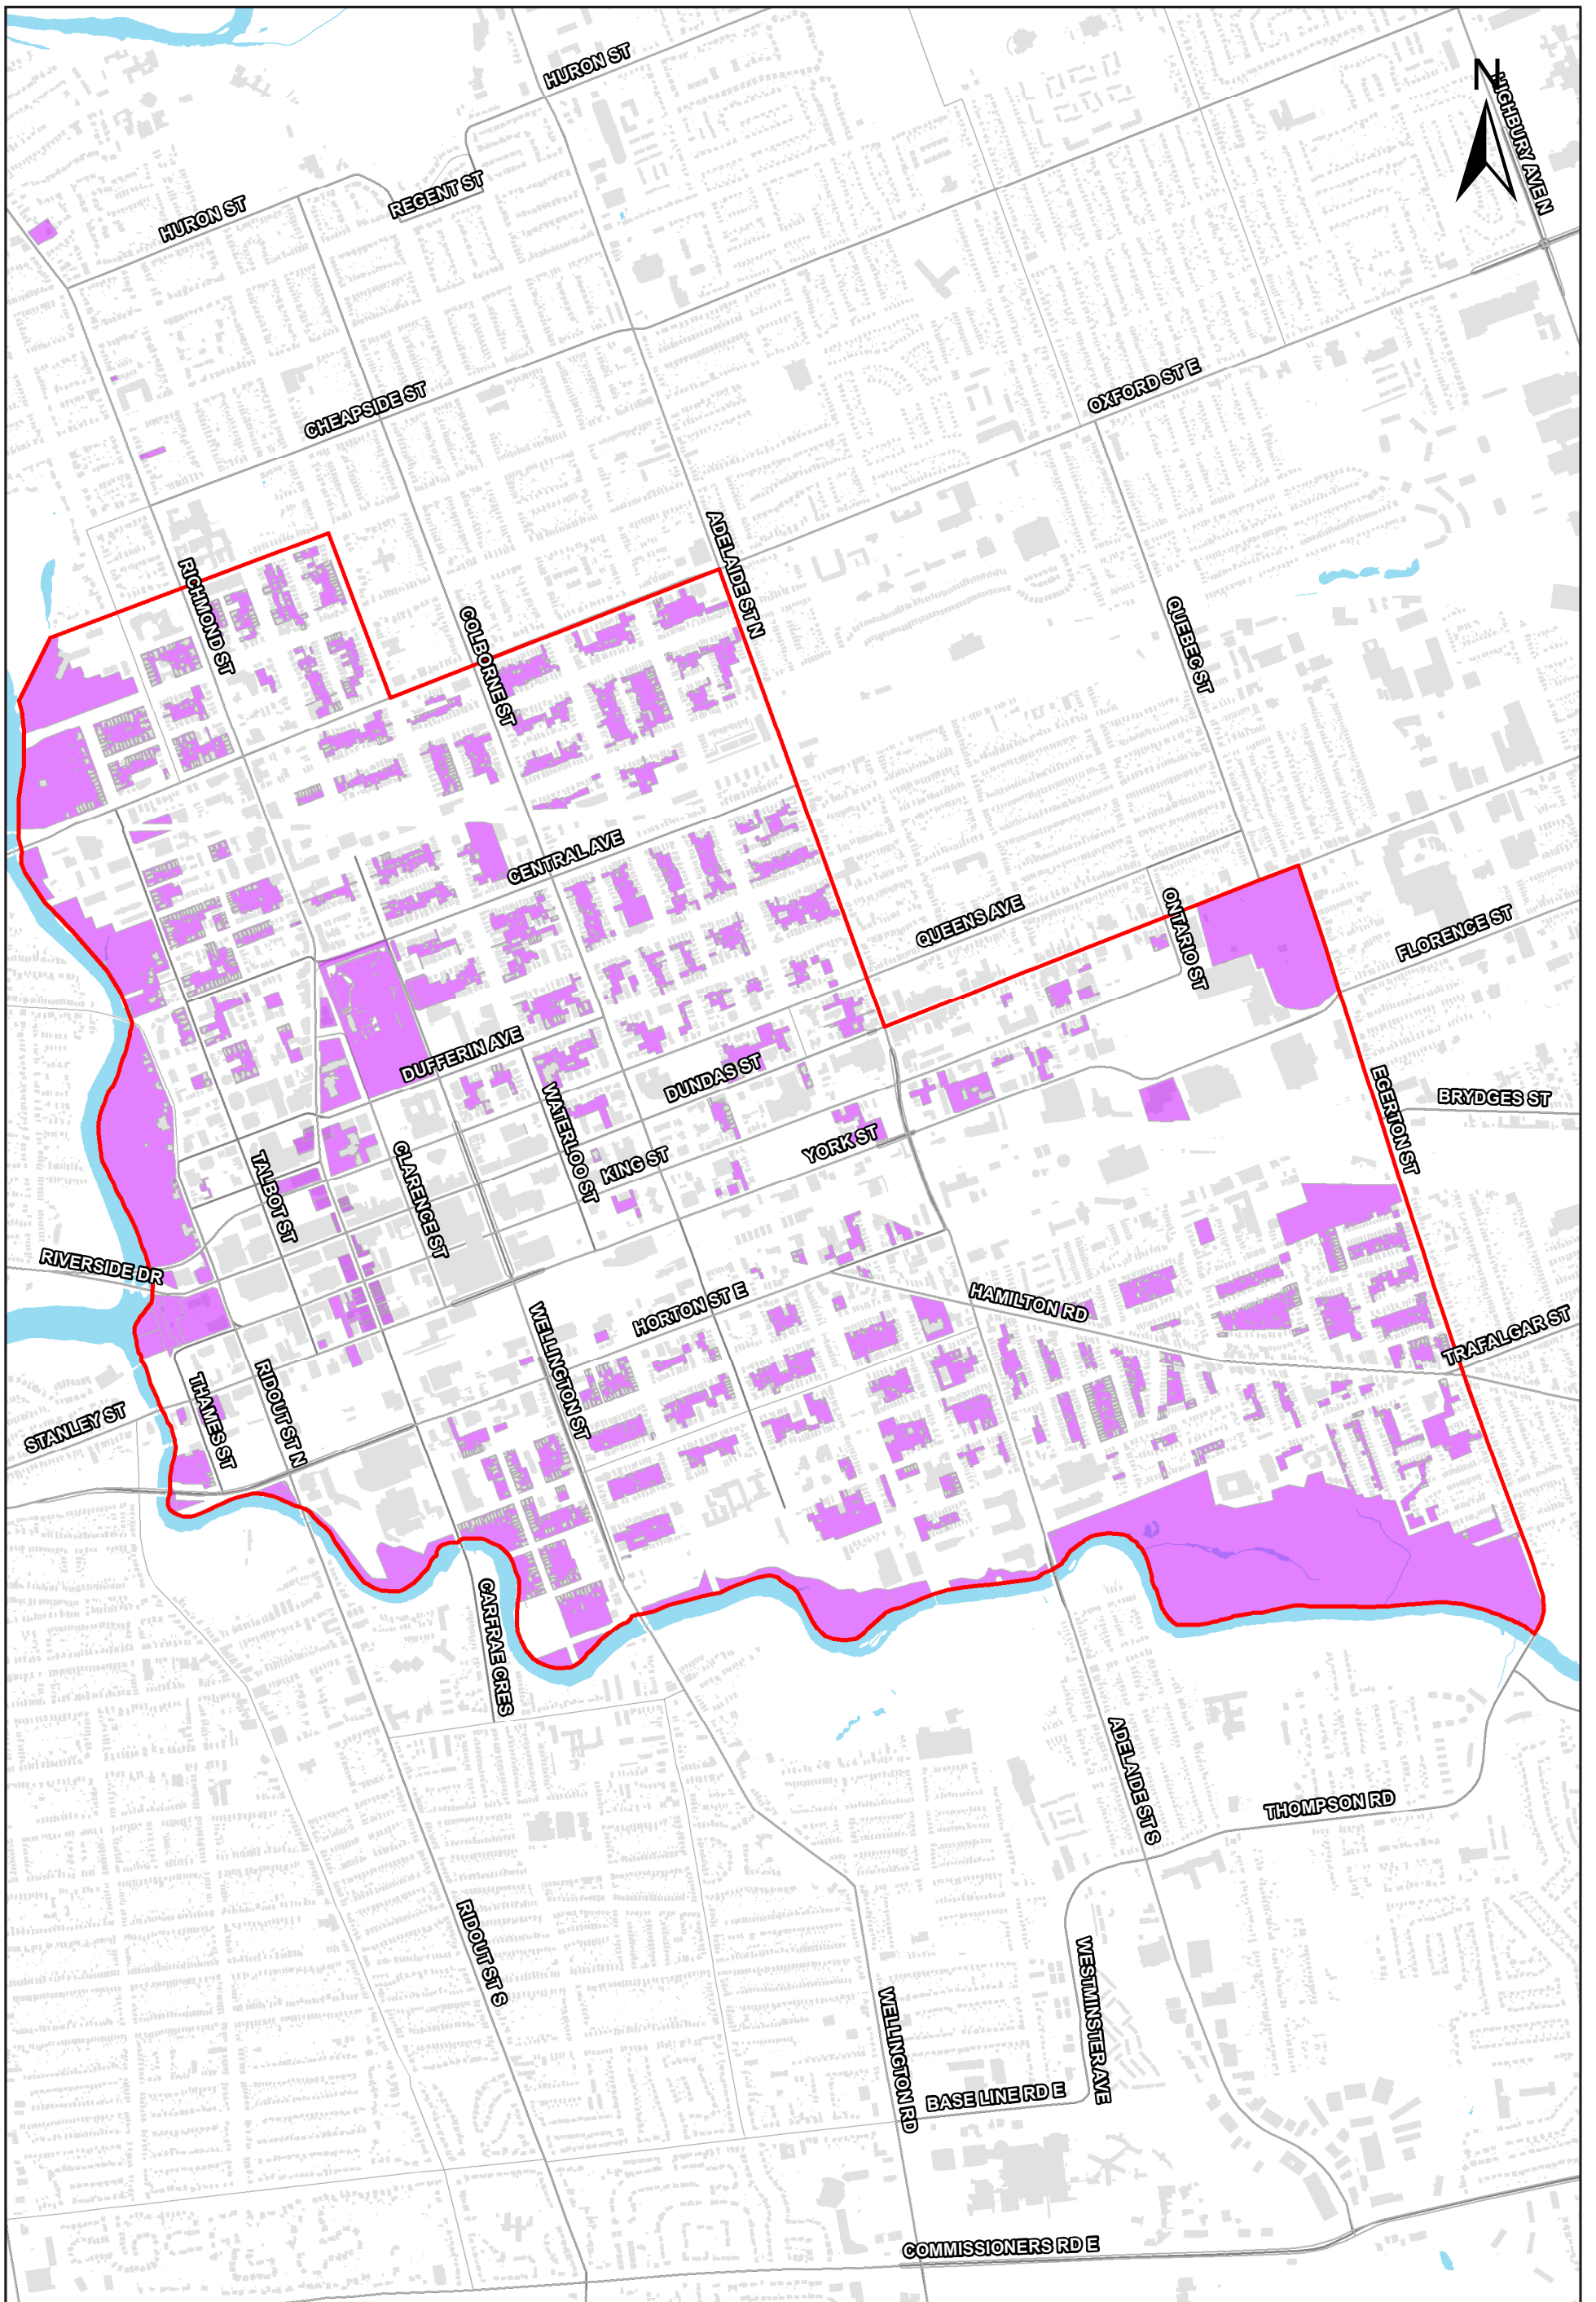 HURON ST
N
HIGHBURY AVE N
REGENT ST
HURON ST
CHEAPSIDE ST
OXFORD ST E
ADELAIDE ST N
RICHMOND ST
COLBORNE ST
QUEBEC ST
CENTRAL AVE
QUEENS AVE
ONTARIO ST
FLORENCE ST
DUFFERIN AVE
DUNDAS ST
WATERLOO ST
EGERTON ST
BRYDGES ST
YORK ST
KING ST
TALBOT ST
CLARENCE ST
RIVERSIDE DR
HORTON ST E
HAMILTON RD
TRAFALGAR ST
WELLINGTON ST
STANLEY ST
THAMES ST
RIDOUT ST N
CARFRAE CRES
ADELAIDE ST S
THOMPSON RD
RIDOUT ST S
WESTMINSTER AVE
WELLINGTON RD
BASE LINE RD E
COMMISSIONERS RD E